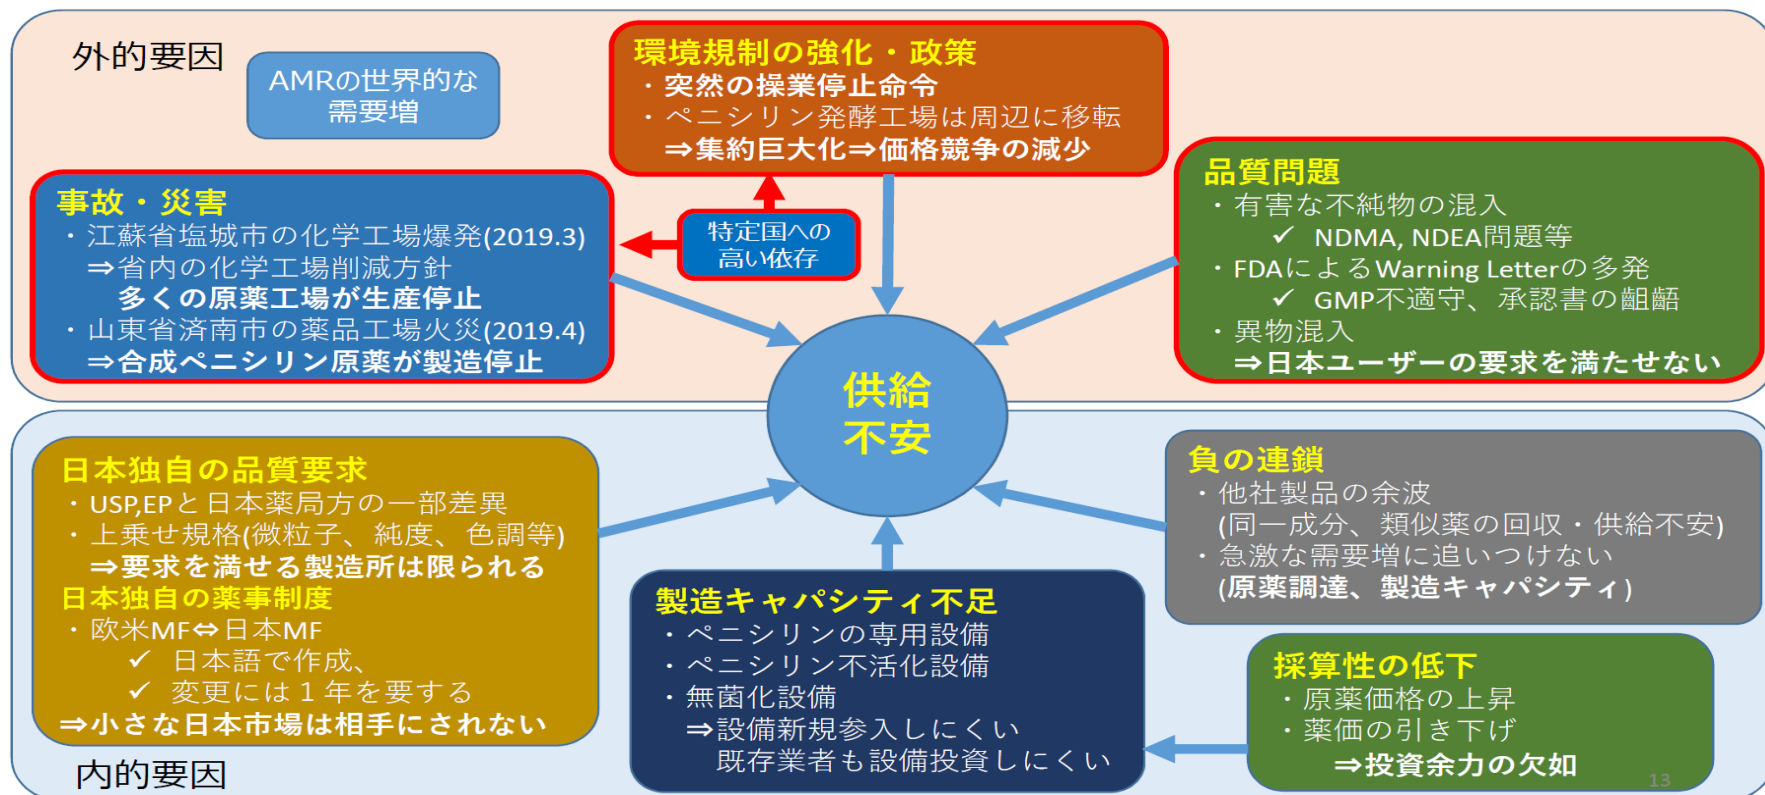 外的要因
AMRの世界的な
需要増
環境規制の強化・政策
・突然の操業停止命令
・ペニシリン発酵工場は周辺に移転
⇒集約巨大化⇒価格競争の減少
事故・災害
・江蘇省塩城市の化学工場爆発(2019.3)
⇒省内の化学工場削減方針
多くの原薬工場が生産停止
・山東省済南市の薬品工場火災(2019.4)
⇒合成ペニシリン原薬が製造停止
特定国への
高い依存
品質問題
・有害な不純物の混入
✓ NDMA, NDEA問題等
・FDAによるWarning Letterの多発
✓ GMP不適守、承認書の齟齬
・異物混入
⇒日本ユーザーの要求を満たせない
供給
不安
日本独自の品質要求
・USP,EPと日本薬局方の一部差異
・上乗せ規格(微粒子、純度、色調等)
⇒要求を満せる製造所は限られる
日本独自の薬事制度
・欧米MF⇔日本MF
✓ 日本語で作成、
✓ 変更には１年を要する
⇒小さな日本市場は相手にされない
製造キャパシティ不足
・ペニシリンの専用設備
・ペニシリン不活化設備
・無菌化設備
⇒設備新規参入しにくい
既存業者も設備投資しにくい
負の連鎖
・他社製品の余波
(同一成分、類似薬の回収・供給不安)
・急激な需要増に追いつけない
(原薬調達、製造キャパシティ)
採算性の低下
・原薬価格の上昇
・薬価の引き下げ
⇒投資余力の欠如
内的要因
13